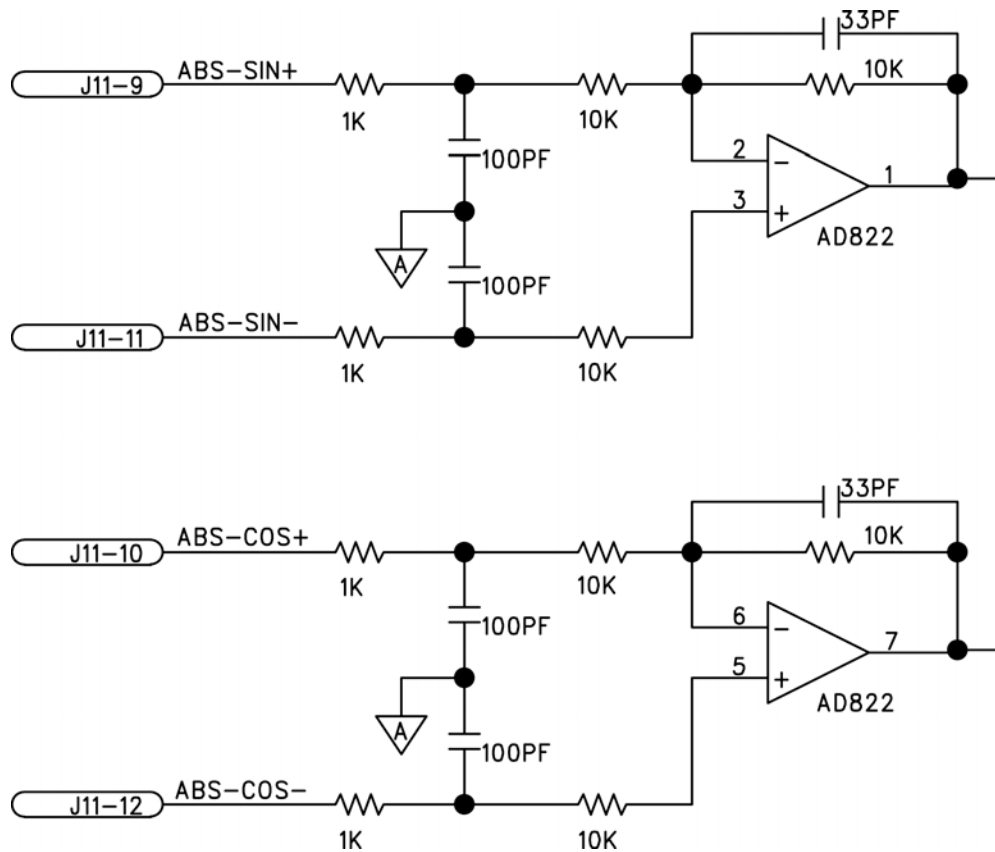 33PF
J11-9 ABS-SIN+ 10K
1K 10K
2 -
100PF 1
3 +
A AD822
100PF
J11-11 ABS-SIN-
1K 10K
33PF
J11-10 ABS-COS+ 10K
1K 10K
6 -
100PF 7
5 +
A AD822
100PF
J11-12 ABS-COS-
1K 10K